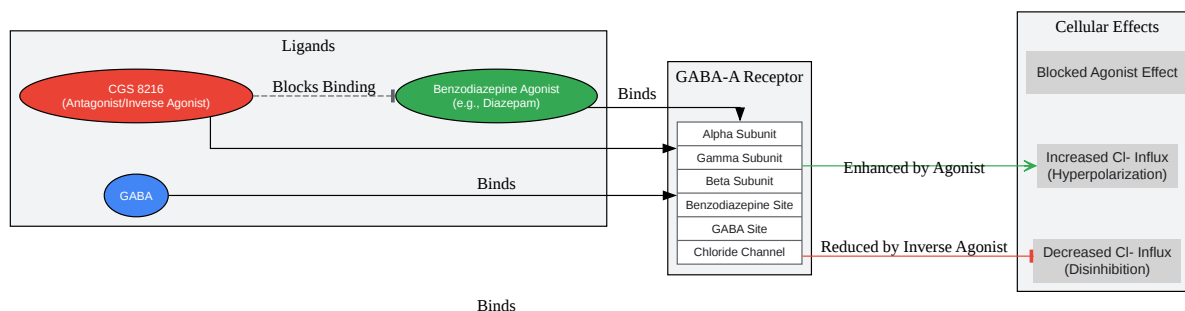 Ligands
CGS 8216
(Antagonist/Inverse Agonist)
Blocks Binding
Benzodiazepine Agonist
(e.g., Diazepam)
Binds
GABA
Binds
GABA-A Receptor
Alpha Subunit
Gamma Subunit
Beta Subunit
Benzodiazepine Site
GABA Site
Chloride Channel
Enhanced by Agonist
Reduced by Inverse Agonist
Cellular Effects
Blocked Agonist Effect
Increased Cl- Influx
(Hyperpolarization)
Decreased Cl- Influx
(Disinhibition)
Binds